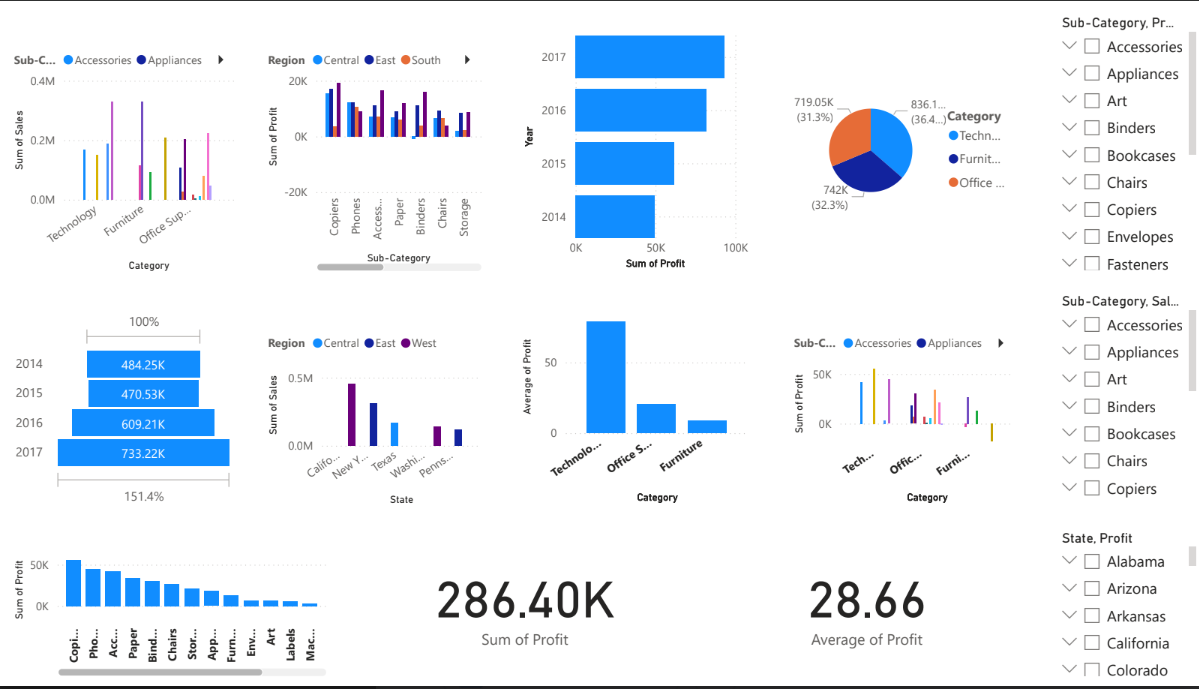 Sub-C... Accessories Appliances
0.4M
0.2M
0.0M
Sum of Sales
Technology
Furniture
Office Sup...
Category
Region Central East South
20K
0K
-20K
Sum of Profit
Copiers
Phones
Access...
Paper
Binders
Chairs
Storage
Sub-Category
2017
2016
2015
2014
Year
0K 50K 100K
Sum of Profit
719.05K
(31.3%)
836.1...
(36.4...)
742K
(32.3%)
Category
Techn...
Furnit...
Office ...
Sub-Category, Pr...
Accessories
Appliances
Art
Binders
Bookcases
Chairs
Copiers
Envelopes
Fasteners
100%
2014 484.25K
2015 470.53K
2016 609.21K
2017 733.22K
151.4%
Region Central East West
0.5M
0.0M
Sum of Sales
Califo...
New Y...
Texas
Washi...
Penns...
State
50
0
Average of Profit
Technolo...
Office S...
Furniture
Category
Sub-C... Accessories Appliances
50K
0K
Sum of Profit
Tech...
Offic...
Furni...
Category
Sub-Category, Sal...
Accessories
Appliances
Art
Binders
Bookcases
Chairs
Copiers
50K
0K
Sum of Profit
Copi...
Pho...
Acc...
Paper
Bind...
Chairs
Stor...
App...
Furn...
Env...
Art
Labels
Mac...
286.40K
Sum of Profit
28.66
Average of Profit
State, Profit
Alabama
Arizona
Arkansas
California
Colorado